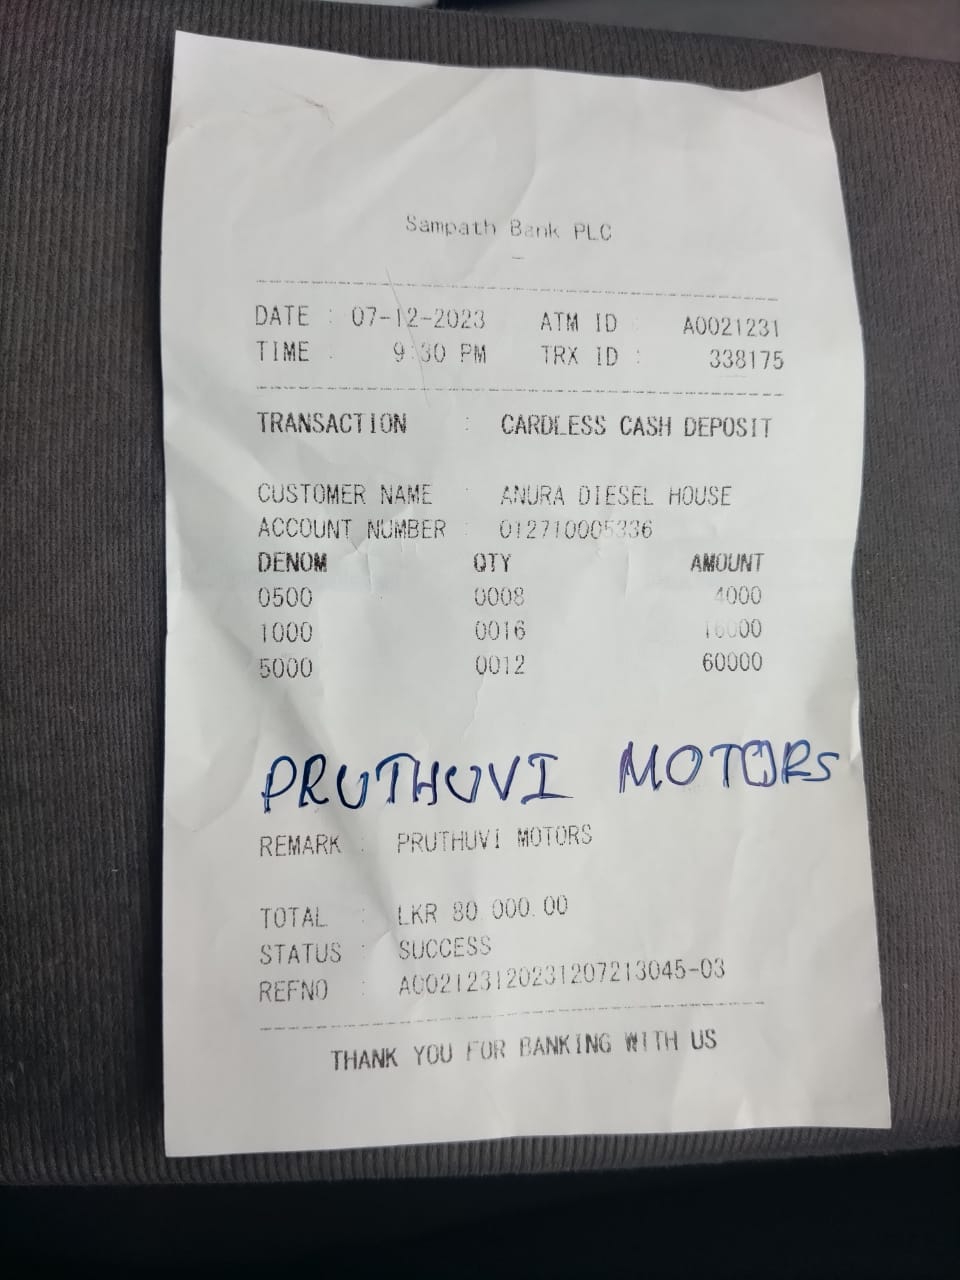 Sampath Bank PLC
DATE : 07-12-2023 ATM ID : A0021231
TIME : 9:30 PM TRX ID : 338175
TRANSACTION : CARDLESS CASH DEPOSIT
CUSTOMER NAME : ANURA DIESEL HOUSE
ACCOUNT NUMBER : 012710005336
DENOM QTY AMOUNT
0500 0008 4000
1000 0016 16000
5000 0012 60000
PRUTHUVI MOTORS
REMARK : PRUTHUVI MOTORS
TOTAL : LKR 80 000.00
STATUS : SUCCESS
REFNO : A002123120231207213045-03
THANK YOU FOR BANKING WITH US